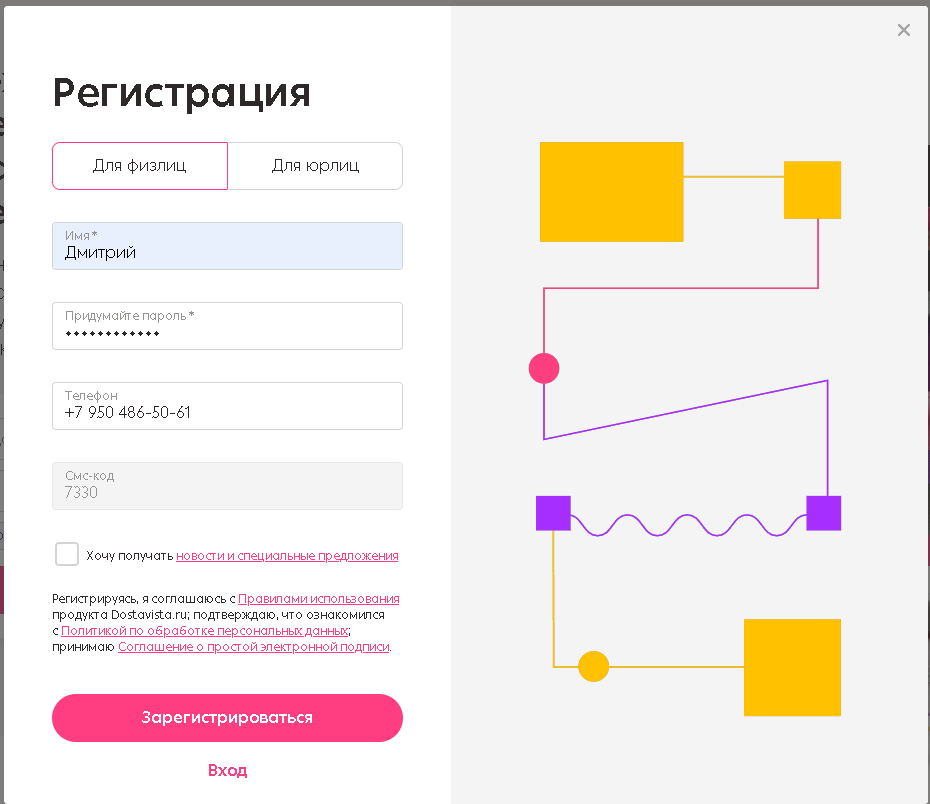 Регистрация
Для физлиц
Для юрлиц
Имя *
Дмитрий
Придумайте пароль *
••••••••••••
Телефон
+7 950 486-50-61
Смс-код
7330
Хочу получать новости и специальные предложения
Регистрируясь, я соглашаюсь с Правилами использования
продукта Dostavista.ru; подтверждаю, что ознакомился
с Политикой по обработке персональных данных;
принимаю Соглашение о простой электронной подписи.
Зарегистрироваться
Вход